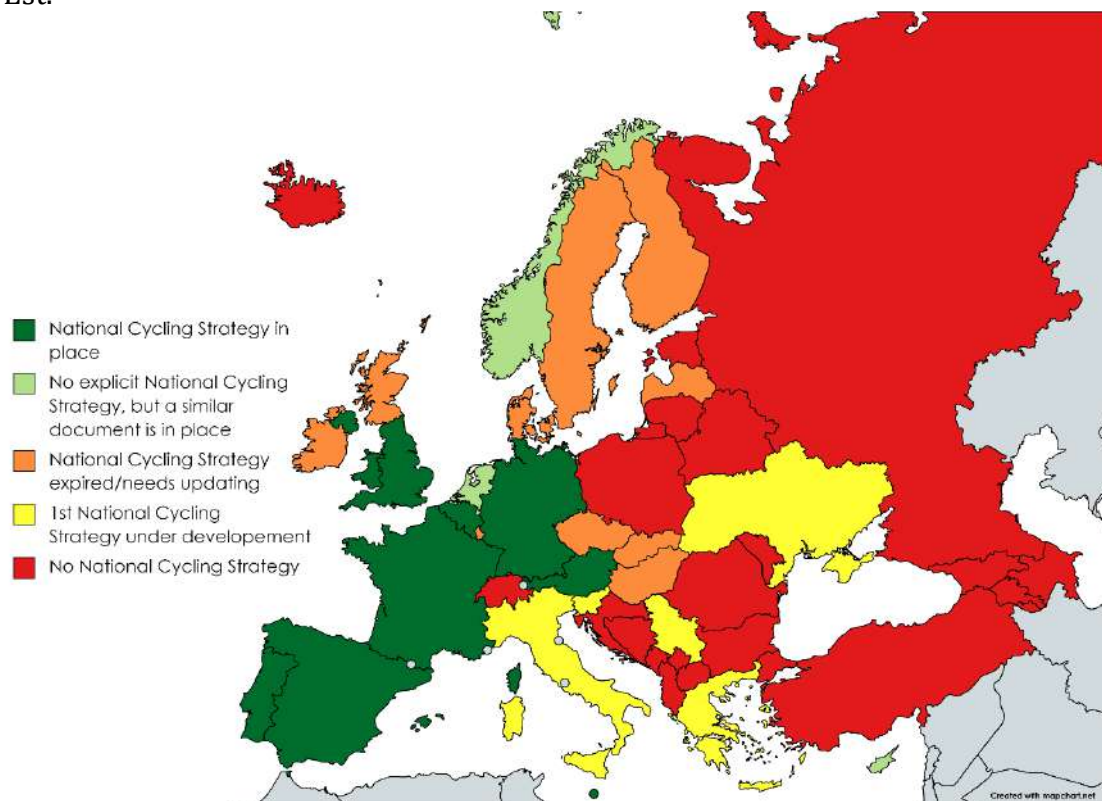 Est.
National Cycling Strategy in
place
No explicit National Cycling
Strategy, but a similar
document is in place
National Cycling Strategy
expired/needs updating
1st National Cycling
Strategy under developement
No National Cycling Strategy
Created with mapchart.net